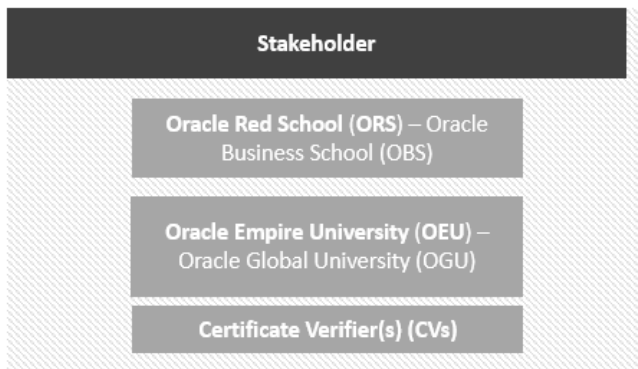 Stakeholder
Oracle Red School (ORS) – Oracle
Business School (OBS)
Oracle Empire University (OEU) –
Oracle Global University (OGU)
Certificate Verifier(s) (CVs)